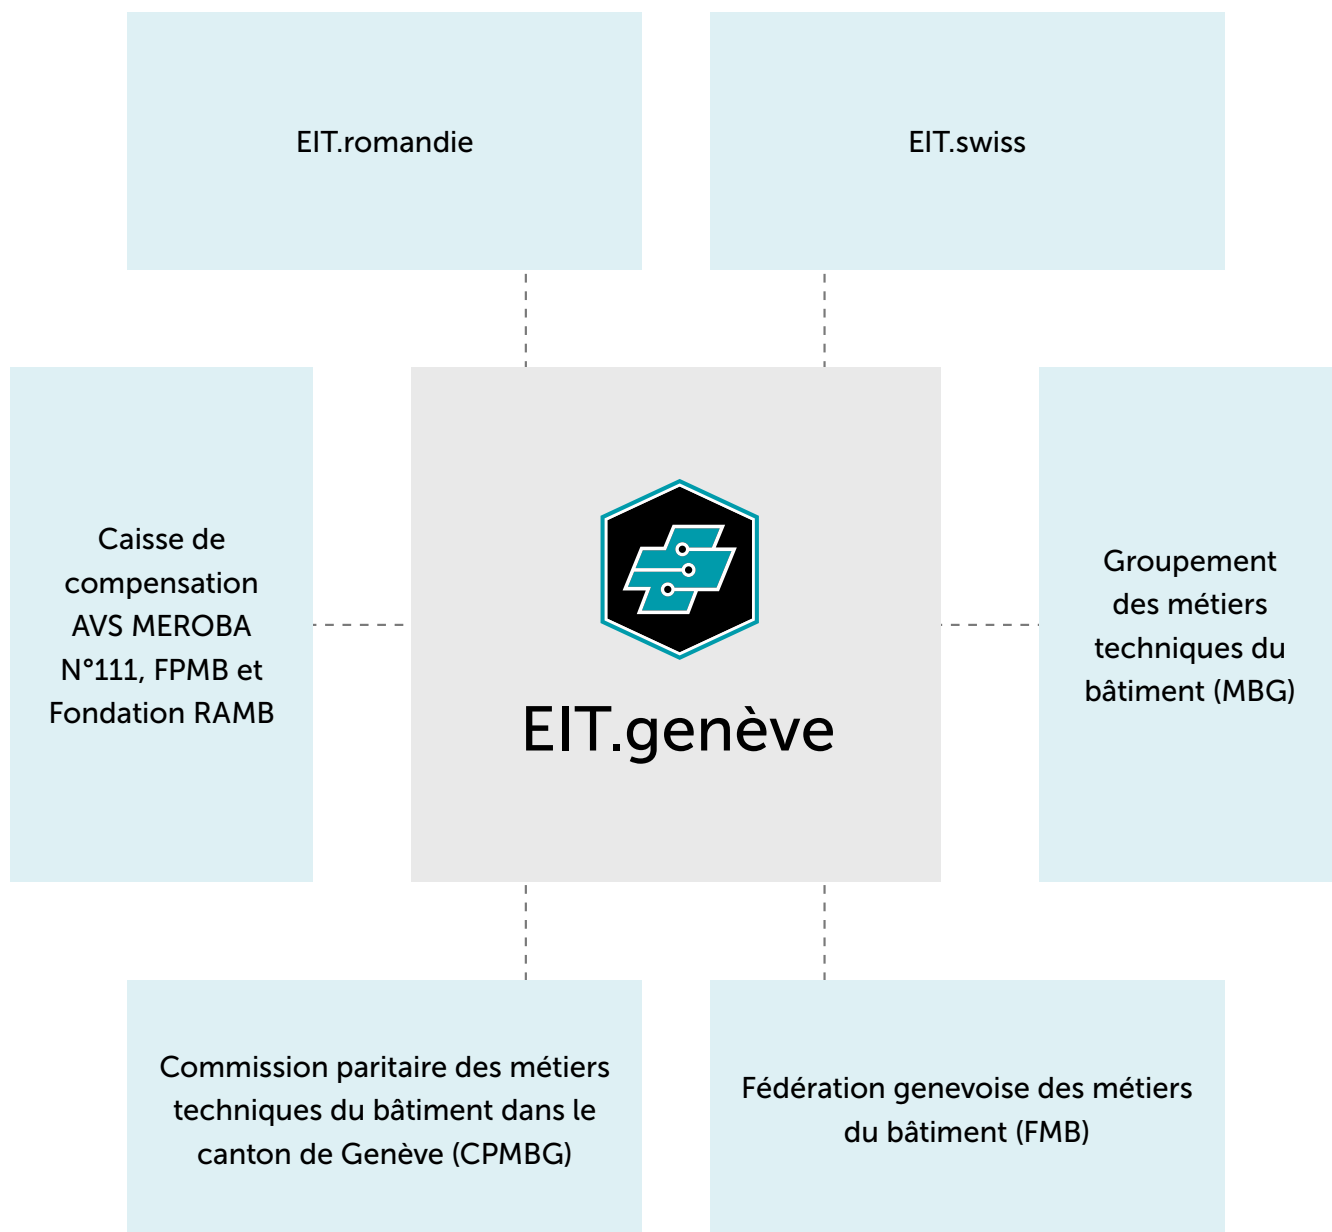 EIT.romandie
EIT.swiss
Caisse de
compensation
AVS MEROBA
N°111, FPMB et
Fondation RAMB
EIT.genève
Groupement
des métiers
techniques du
bâtiment (MBG)
Commission paritaire des métiers
techniques du bâtiment dans le
canton de Genève (CPMBG)
Fédération genevoise des métiers
du bâtiment (FMB)